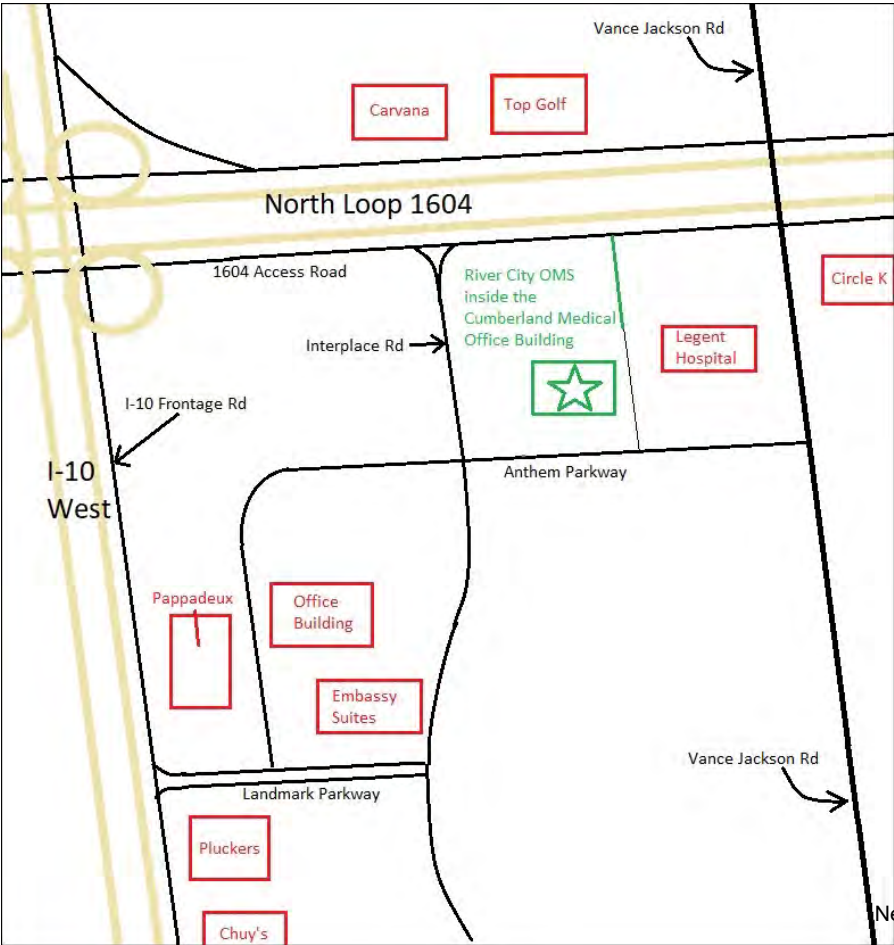 Vance Jackson Rd
Carvana
Top Golf
North Loop 1604
1604 Access Road
River City OMS
inside the
Cumberland Medical
Office Building
Circle K
Interplace Rd
Legent
Hospital
I-10 Frontage Rd
I-10
West
Anthem Parkway
Pappadeux
Office
Building
Embassy
Suites
Vance Jackson Rd
Landmark Parkway
Pluckers
Chuy's
Ne